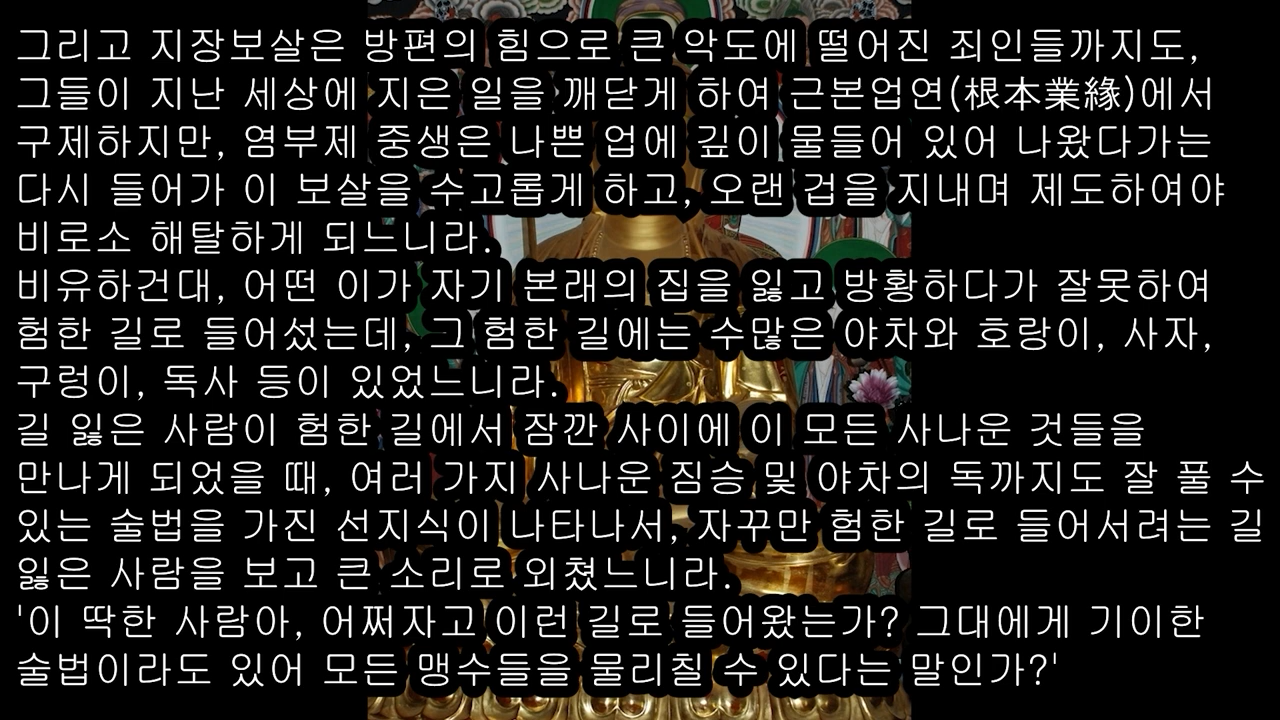 그리고 지장보살은 방편의 힘으로 큰 악도에 떨어진 죄인들까지도,
그들이 지난 세상에 지은 일을 깨닫게 하여 근본업연(根本業緣)에서
구제하지만, 염부제 중생은 나쁜 업에 깊이 물들어 있어 나왔다가는
다시 들어가 이 보살을 수고롭게 하고, 오랜 겁을 지내며 제도하여야
비로소 해탈하게 되느니라.
비유하건대, 어떤 이가 자기 본래의 집을 잃고 방황하다가 잘못하여
험한 길로 들어섰는데, 그 험한 길에는 수많은 야차와 호랑이, 사자,
구렁이, 독사 등이 있었느니라.
길 잃은 사람이 험한 길에서 잠깐 사이에 이 모든 사나운 것들을
만나게 되었을 때, 여러 가지 사나운 짐승 및 야차의 독까지도 잘 풀 수
있는 술법을 가진 선지식이 나타나서, 자꾸만 험한 길로 들어서려는 길
잃은 사람을 보고 큰 소리로 외쳤느니라.
'이 딱한 사람아, 어쩌자고 이런 길로 들어왔는가? 그대에게 기이한
술법이라도 있어 모든 맹수들을 물리칠 수 있다는 말인가?'